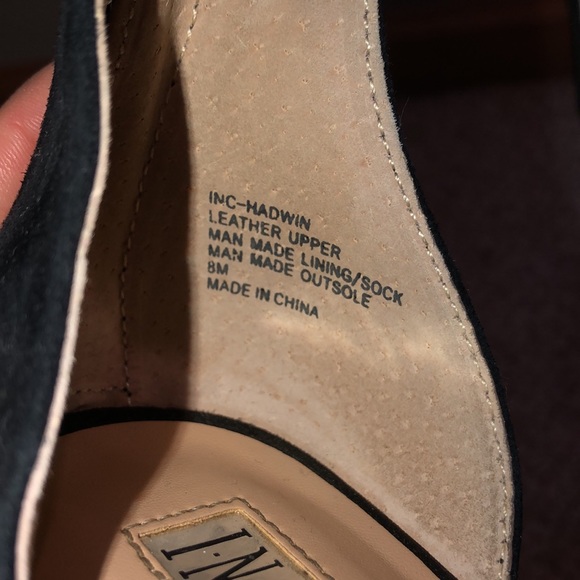 INC-HADWIN
LEATHER UPPER
MAN MADE LINING/SOCK
MAN MADE OUTSOLE
8M
MADE IN CHINA
I·N